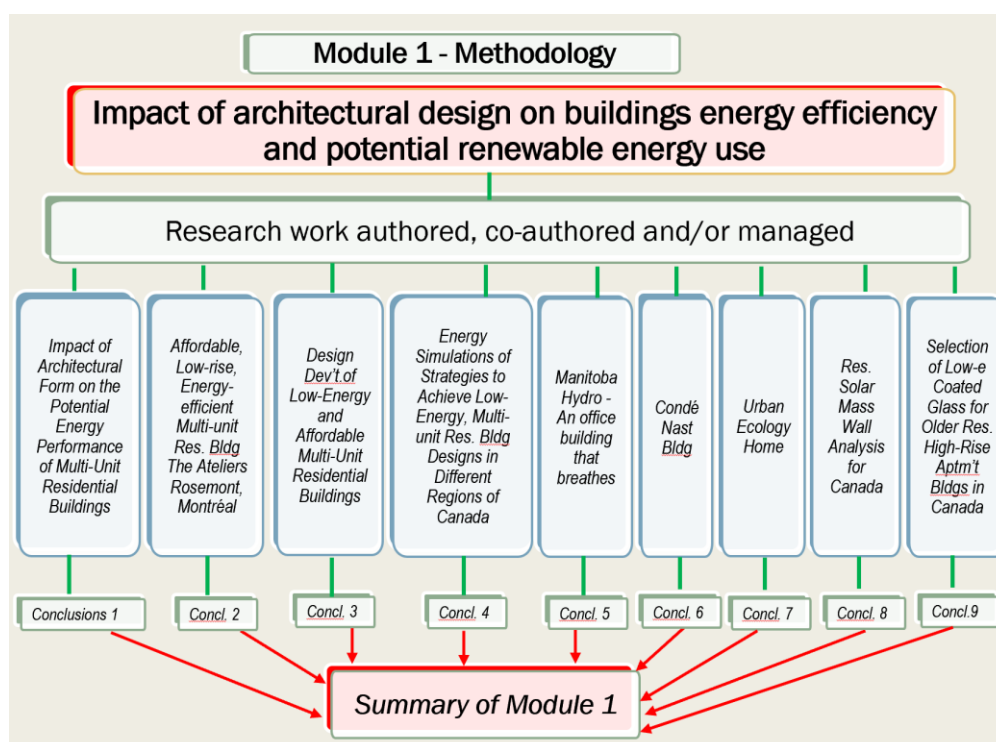 Module 1 - Methodology
Impact of architectural design on buildings energy efficiency
and potential renewable energy use
Research work authored, co-authored and/or managed
Impact of
Architectural
Form on the
Potential
Energy
Performance
of Multi-Unit
Residential
Buildings
Affordable,
Low-rise,
Energy-
efficient
Multi-unit
Res. Bldg
The Ateliers
Rosemont,
Montréal
Design
Dev't.of
Low-Energy
and
Affordable
Multi-Unit
Residential
Buildings
Energy
Simulations of
Strategies to
Achieve Low-
Energy, Multi-
unit Res. Bldg
Designs in
Different
Regions of
Canada
Manitoba
Hydro -
An office
building
that
breathes
Condé
Nast
Bldg
Urban
Ecology
Home
Res.
Solar
Mass
Wall
Analysis
for
Canada
Selection
of Low-e
Coated
Glass for
Older Res.
High-Rise
Aptm't
Bldgs in
Canada
Conclusions 1
Concl. 2
Concl. 3
Concl. 4
Concl. 5
Concl. 6
Concl. 7
Concl. 8
Concl.9
Summary of Module 1